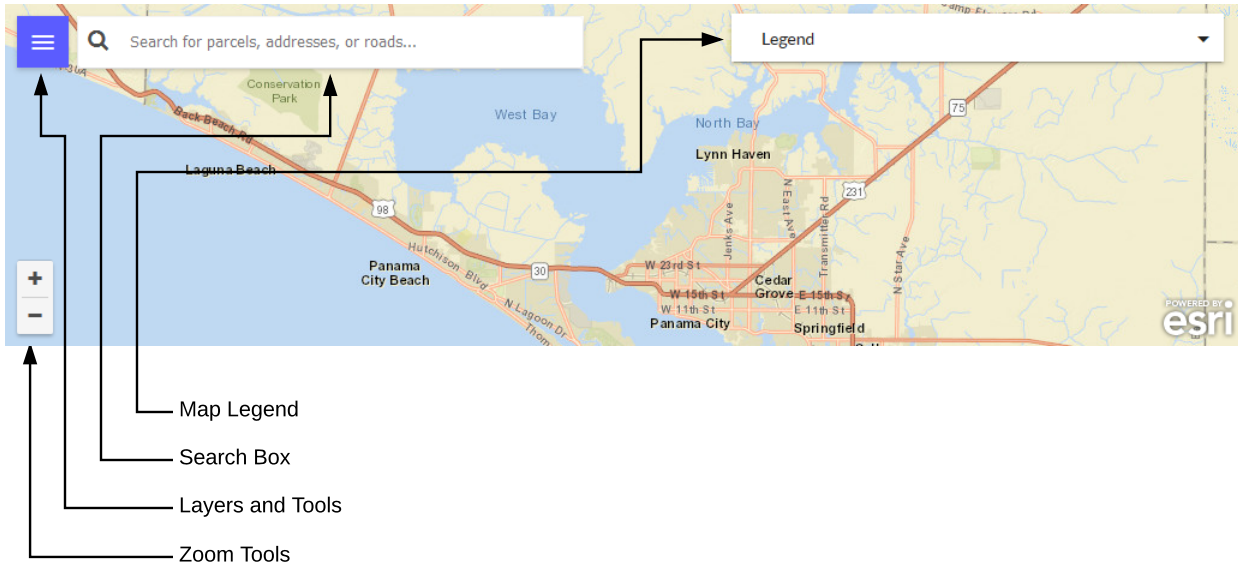 Search for parcels, addresses, or roads...
Legend
Conservation
Park
Back Beach Rd
West Bay
75
North Bay
Lynn Haven
Laguna Beach
98
231
N East Ave
Jenks Ave
Transmitter Rd
N Star Ave
Hutchison Blvd
Panama
City Beach
30
W 23rd St
Cedar
Grove
W 15th St
E 15th St
N Lagoon Dr
W 11th St
E 11th St
Thom
Panama City
Springfield
POWERED BY
esri
Map Legend
Search Box
Layers and Tools
Zoom Tools